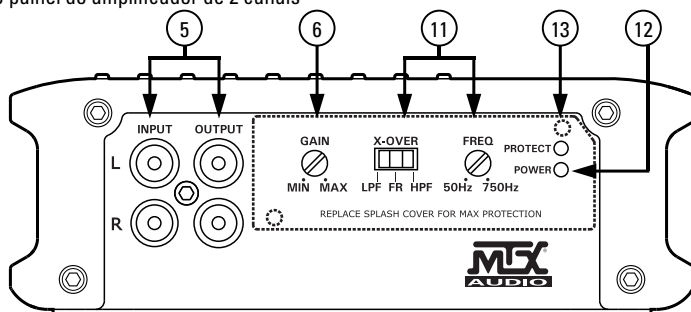 painel do amplificador de 2 canais
5 6 11 13 12
INPUT OUTPUT
GAIN X-OVER FREQ
PROTECT
L
POWER
MIN MAX LPF FR HPF 50Hz 750Hz
R
REPLACE SPLASH COVER FOR MAX PROTECTION
MTX
AUDIO